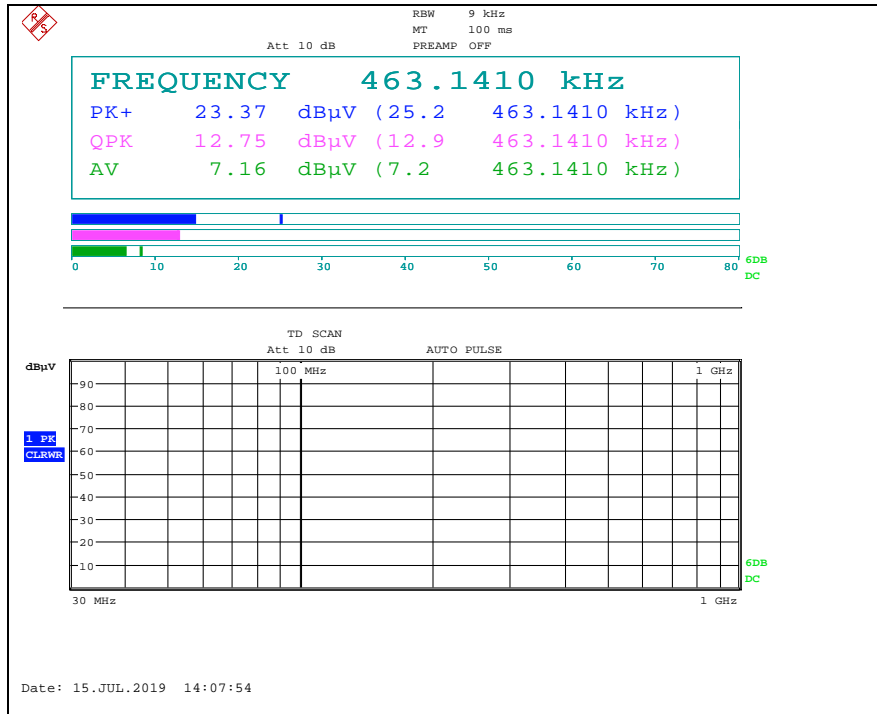 R S
RBW 9 kHz
MT 100 ms
Att 10 dB PREAMP OFF
FREQUENCY 463.1410 kHz
PK+ 23.37 dBµV (25.2 463.1410 kHz)
QPK 12.75 dBµV (12.9 463.1410 kHz)
AV 7.16 dBµV (7.2 463.1410 kHz)
0 10 20 30 40 50 60 70 80
6DB
DC
TD SCAN
Att 10 dB AUTO PULSE
dBµV
100 MHz 1 GHz
90
80
70
1 PK
CLRWR
60
50
40
30
20
10
6DB
DC
30 MHz 1 GHz
Date: 15.JUL.2019 14:07:54